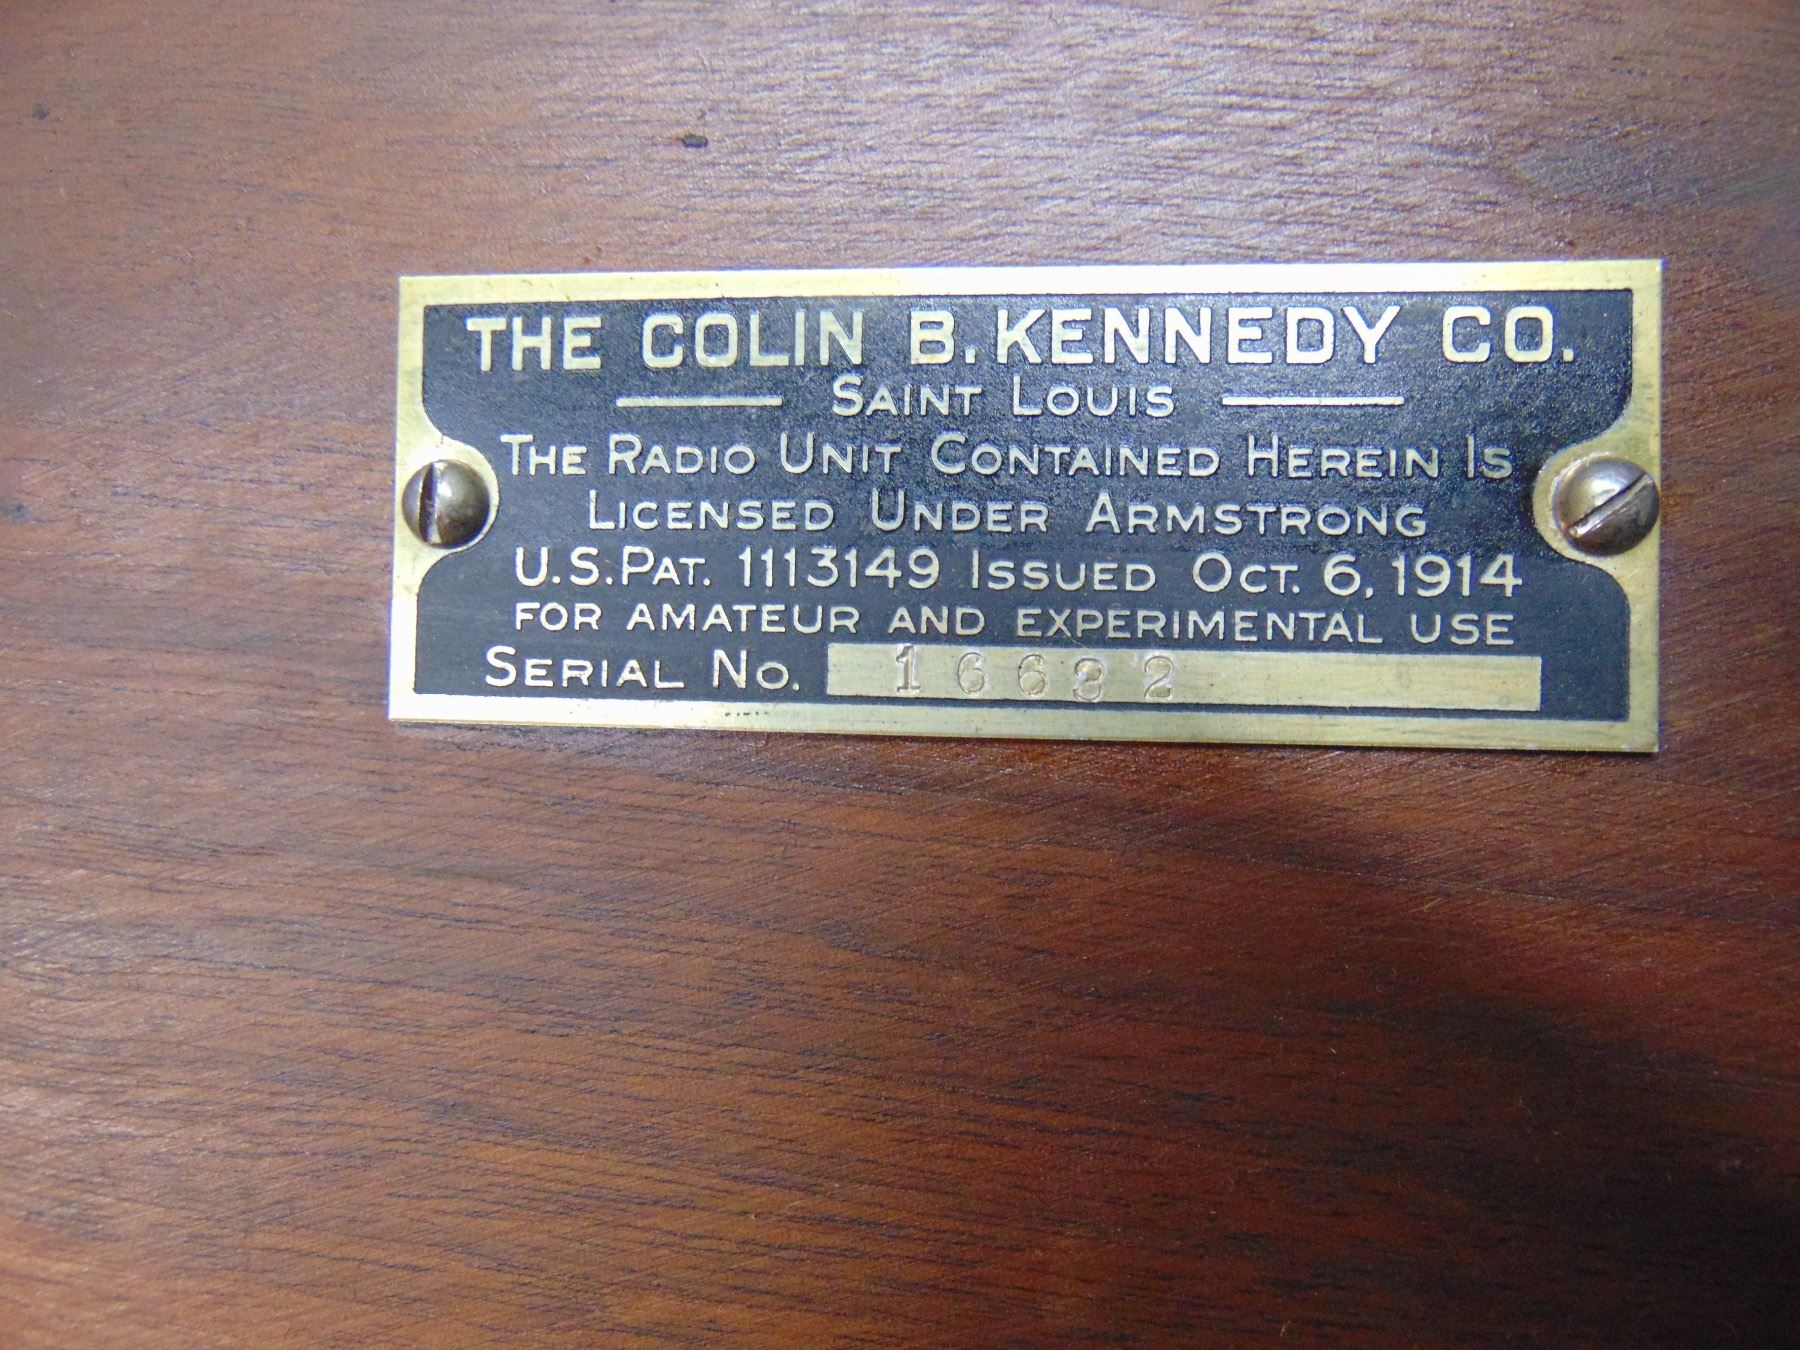 THE COLIN B. KENNEDY CO.
SAINT LOUIS
THE RADIO UNIT CONTAINED HEREIN IS
LICENSED UNDER ARMSTRONG
U.S. PAT. 1113149 ISSUED OCT. 6, 1914
FOR AMATEUR AND EXPERIMENTAL USE
SERIAL NO. 16632